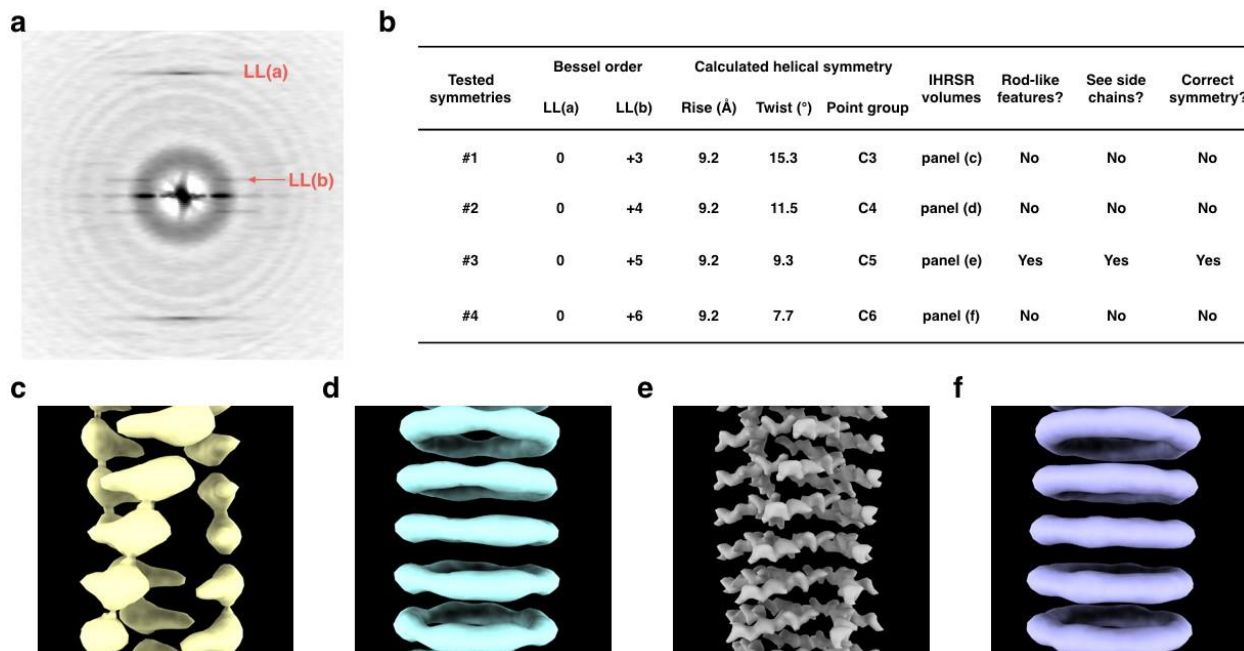 a
LL(a)
LL(b)
b
Tested symmetries | Bessel order | Calculated helical symmetry | IHRSR volumes | Rod-like features? | See side chains? | Correct symmetry?
LL(a) | LL(b) | Rise (Å) | Twist (°) | Point group
#1 | 0 | +3 | 9.2 | 15.3 | C3 | panel (c) | No | No | No
#2 | 0 | +4 | 9.2 | 11.5 | C4 | panel (d) | No | No | No
#3 | 0 | +5 | 9.2 | 9.3 | C5 | panel (e) | Yes | Yes | Yes
#4 | 0 | +6 | 9.2 | 7.7 | C6 | panel (f) | No | No | No
c
d
e
f